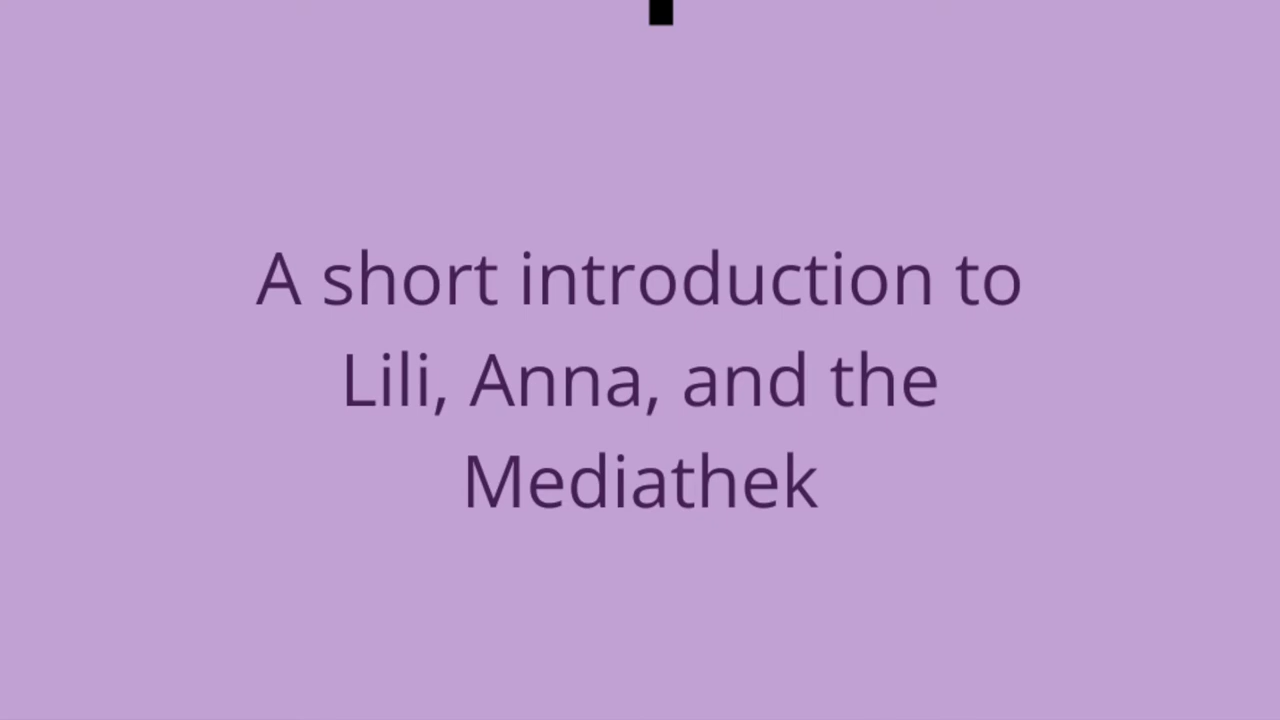 A short introduction to
Lili, Anna, and the
Mediathek